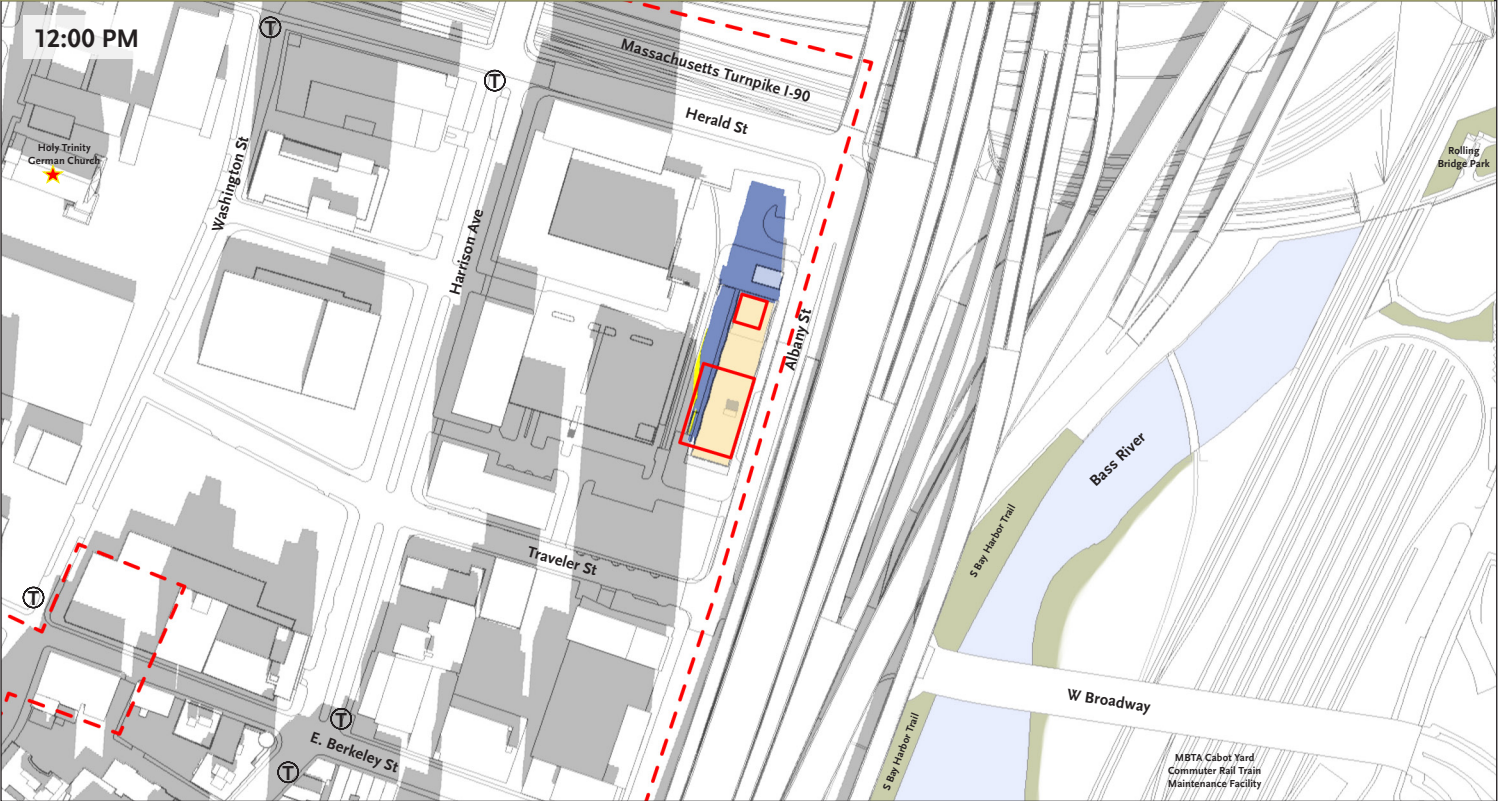 12:00 PM
T
T
Massachusetts Turnpike I-90
Herald St
Holy Trinity
German Church
Washington St
Harrison Ave
Albany St
Rolling
Bridge Park
Bass River
S Bay Harbor Trail
Traveler St
T
T
E. Berkeley St
T
W Broadway
S Bay Harbor Trail
MBTA Cabot Yard
Commuter Rail Train
Maintenance Facility